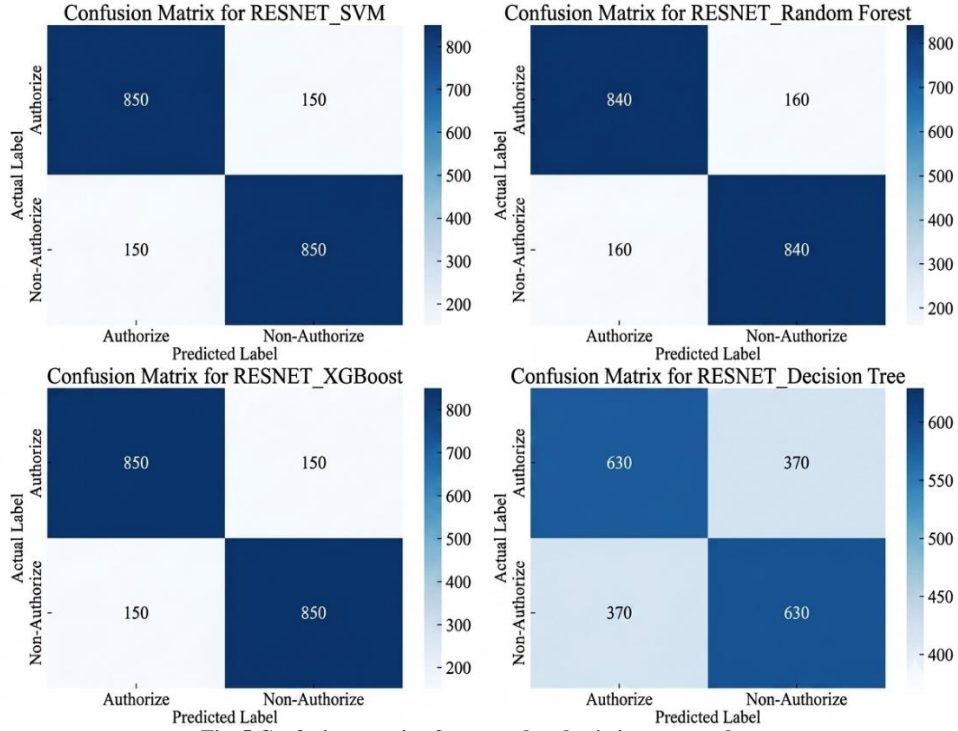 Confusion Matrix for RESNET_SVM
Actual Label
Authorize
Non-Authorize
850
150
150
850
800
700
600
500
400
300
200
Authorize
Non-Authorize
Predicted Label
Confusion Matrix for RESNET_Random Forest
Actual Label
Authorize
Non-Authorize
840
160
160
840
800
700
600
500
400
300
200
Authorize
Non-Authorize
Predicted Label
Confusion Matrix for RESNET_XGBoost
Actual Label
Authorize
Non-Authorize
850
150
150
850
800
700
600
500
400
300
200
Authorize
Non-Authorize
Predicted Label
Confusion Matrix for RESNET_Decision Tree
Actual Label
Authorize
Non-Authorize
630
370
370
630
600
550
500
450
400
Authorize
Non-Authorize
Predicted Label